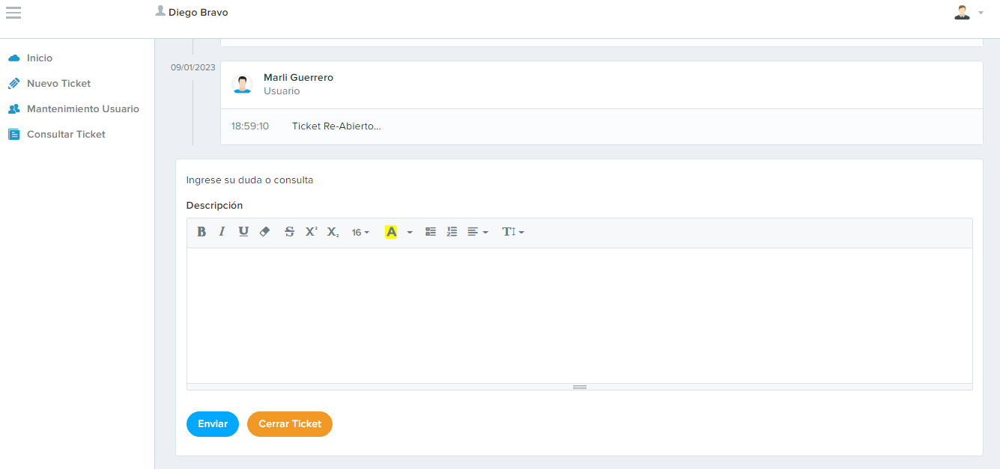 Diego Bravo
Inicio
Nuevo Ticket
Mantenimiento Usuario
Consultar Ticket
09/01/2023
Marli Guerrero
Usuario
18:59:10 Ticket Re-Abierto...
Ingrese su duda o consulta
Descripción
B I U S X² X₂ 16 A T
Enviar Cerrar Ticket